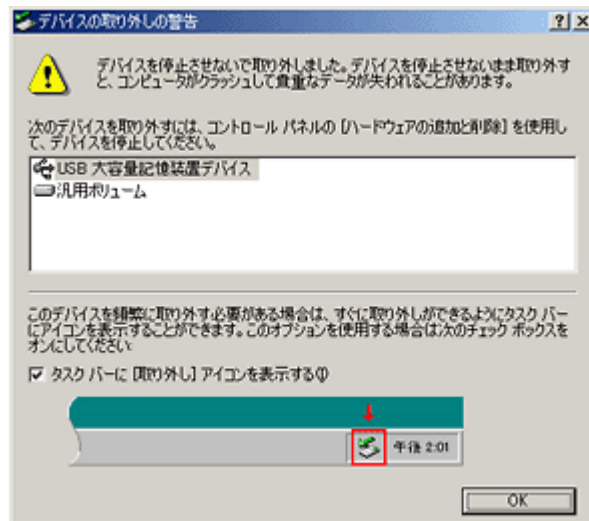 デバイスの取り外しの警告
デバイスを停止させないで取り外しました。デバイスを停止させないまま取り外す
と、コンピュータがクラッシュして貴重なデータが失われることがあります。
次のデバイスを取り外すには、コントロール パネルの [ハードウェアの追加と削除] を使用し
て、デバイスを停止してください。
USB 大容量記憶装置デバイス
汎用ボリューム
このデバイスを頻繁に取り外す必要がある場合は、すぐに取り外しができるようにタスク バー
にアイコンを表示することができます。このオプションを使用する場合は次のチェック ボックスを
オンにしてください:
タスク バーに [取り外し] アイコンを表示する(I)
午後 2:01
OK